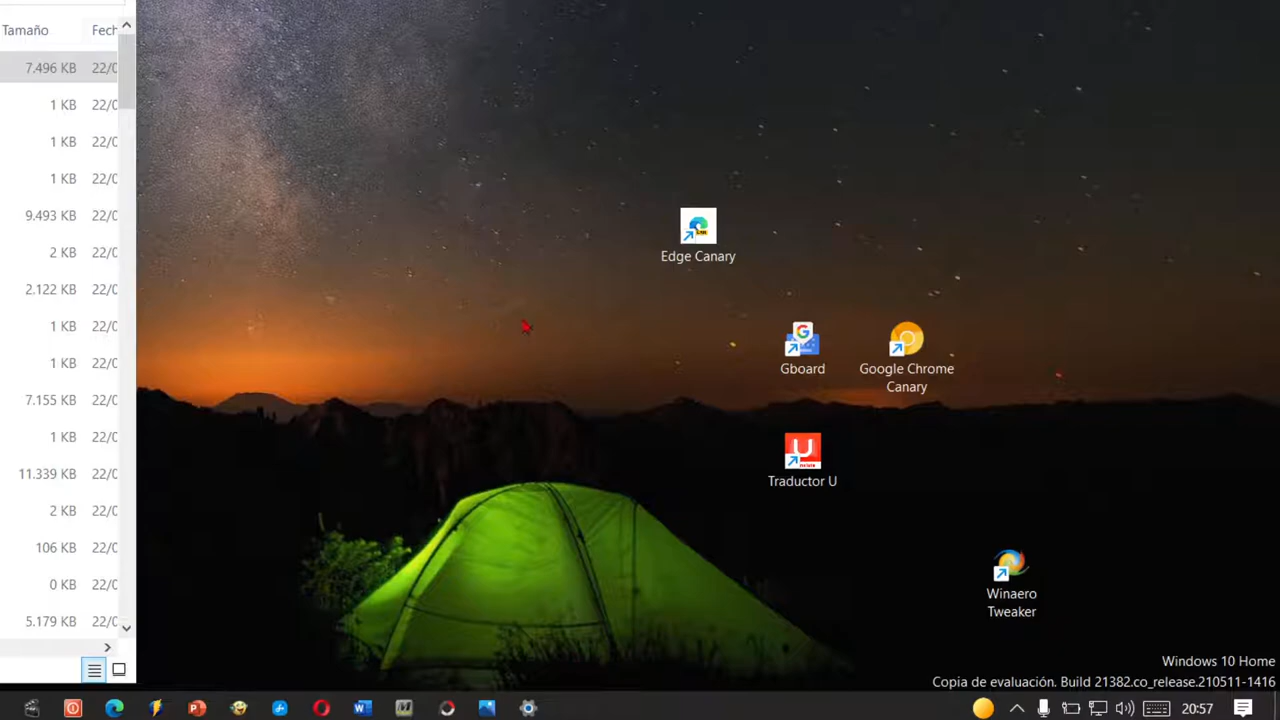 Tamaño Fech
7.496 KB 22/0
1 KB 22/0
1 KB 22/0
1 KB 22/0
9.493 KB 22/0
2 KB 22/0
2.122 KB 22/0
1 KB 22/0
1 KB 22/0
7.155 KB 22/0
1 KB 22/0
11.339 KB 22/0
2 KB 22/0
106 KB 22/0
0 KB 22/0
5.179 KB 22/0
Edge Canary
Gboard
Google Chrome
Canary
Traductor U
Winaero
Tweaker
Windows 10 Home
Copia de evaluación. Build 21382.co_release.210511-1416
20:57